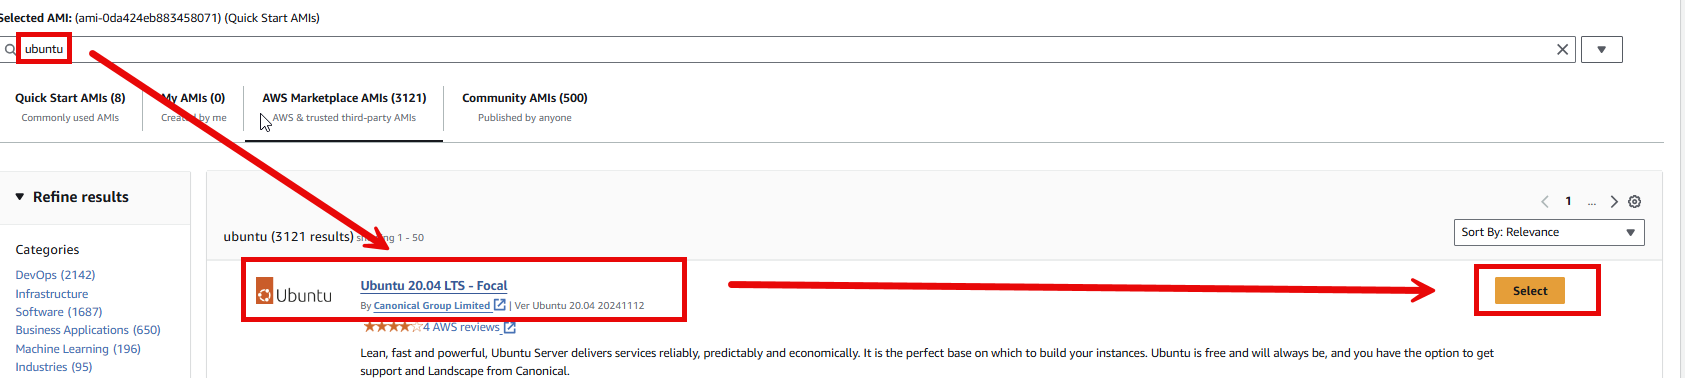 Selected AMI: (ami-0da424eb883458071) (Quick Start AMIs)
ubuntu
Quick Start AMIs (8)
Commonly used AMIs
My AMIs (0)
Created by me
AWS Marketplace AMIs (3121)
AWS & trusted third-party AMIs
Community AMIs (500)
Published by anyone
Refine results
Categories
DevOps (2142)
Infrastructure
Software (1687)
Business Applications (650)
Machine Learning (196)
Industries (95)
1 ...
ubuntu (3121 results) showing 1 - 50
Sort By: Relevance
Ubuntu
Ubuntu 20.04 LTS - Focal
By Canonical Group Limited | Ver Ubuntu 20.04 20241112
4 AWS reviews
Select
Lean, fast and powerful, Ubuntu Server delivers services reliably, predictably and economically. It is the perfect base on which to build your instances. Ubuntu is free and will always be, and you have the option to get
support and Landscape from Canonical.